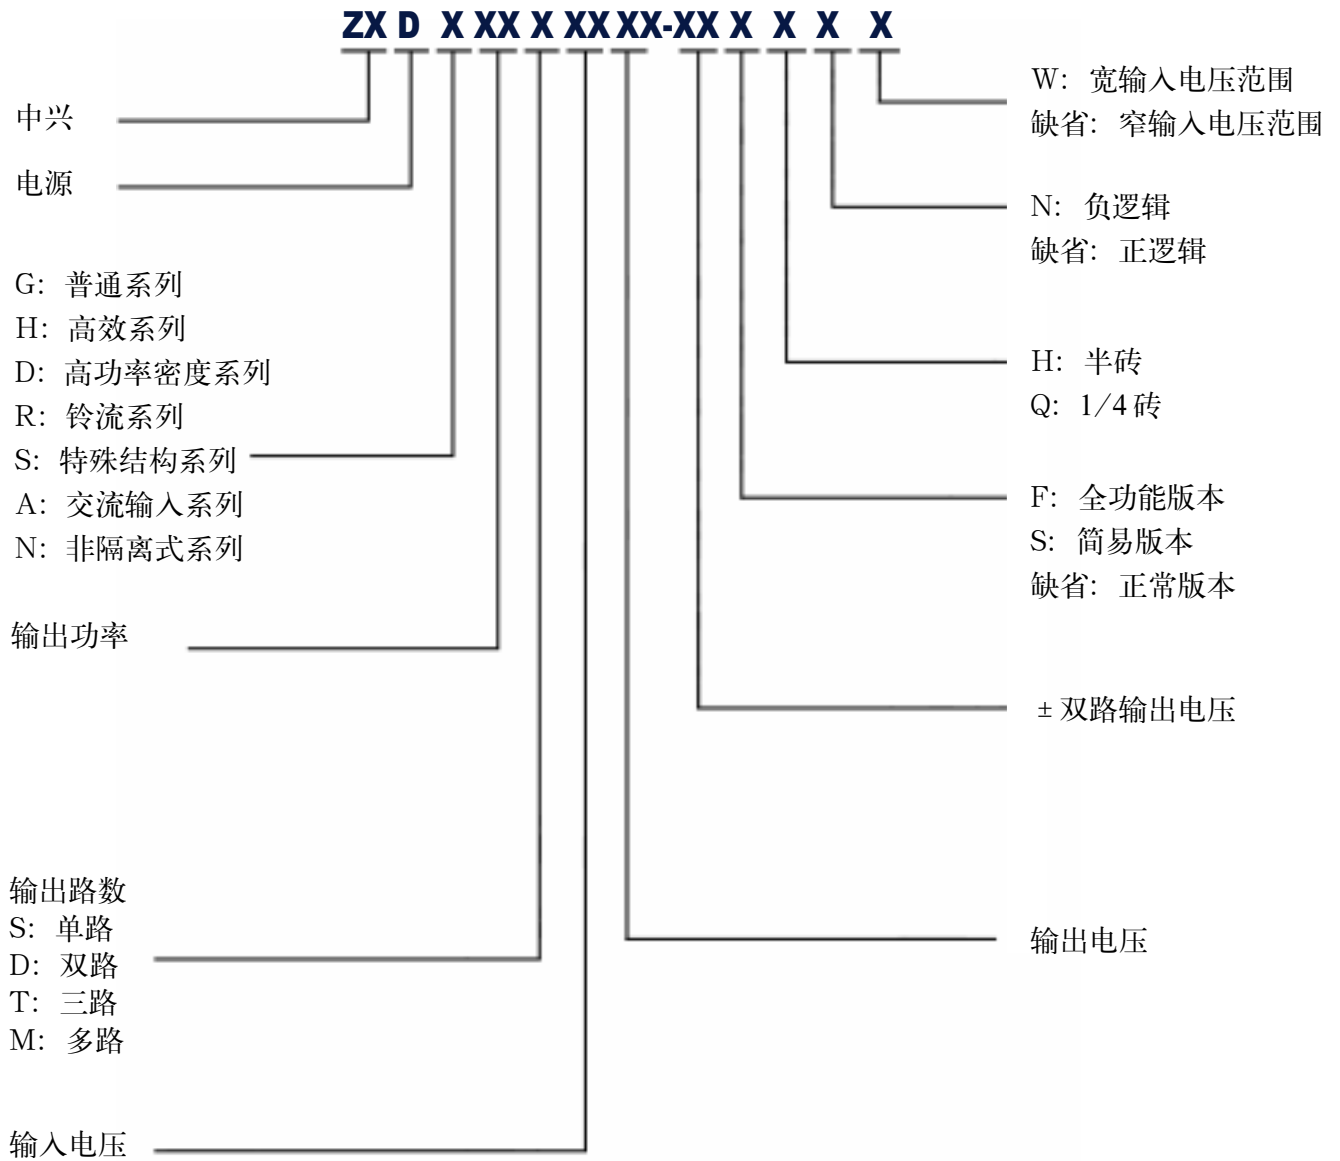 ZX D X XX X XX XX-XX X X X X
中兴
电源
G: 普通系列
H: 高效系列
D: 高功率密度系列
R: 铃流系列
S: 特殊结构系列
A: 交流输入系列
N: 非隔离式系列
输出功率
输出路数
S: 单路
D: 双路
T: 三路
M: 多路
输入电压
W: 宽输入电压范围
缺省: 窄输入电压范围
N: 负逻辑
缺省: 正逻辑
H: 半砖
Q: 1/4砖
F: 全功能版本
S: 简易版本
缺省: 正常版本
±双路输出电压
输出电压